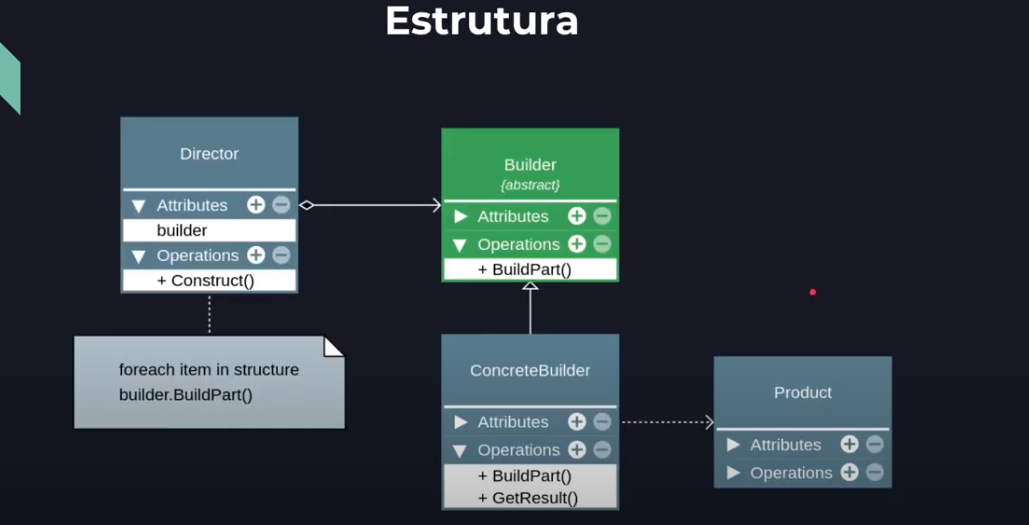 Estrutura
Director
Attributes
builder
Operations
+ Construct()
foreach item in structure
builder.BuildPart()
Builder
{abstract}
Attributes
Operations
+ BuildPart()
ConcreteBuilder
Attributes
Operations
+ BuildPart()
+ GetResult()
Product
Attributes
Operations